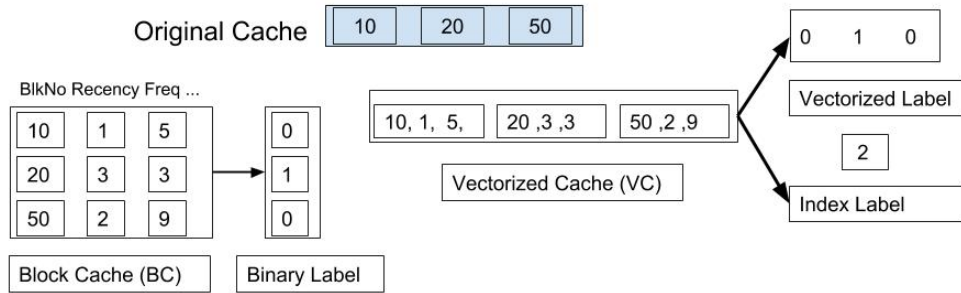 Original Cache 10 20 50
BlkNo Recency Freq ...
10 1 5
20 3 3
50 2 9
Block Cache (BC)
0
1
0
Binary Label
10, 1, 5, 20 ,3 ,3 50 ,2 ,9
Vectorized Cache (VC)
0 1 0
Vectorized Label
2
Index Label